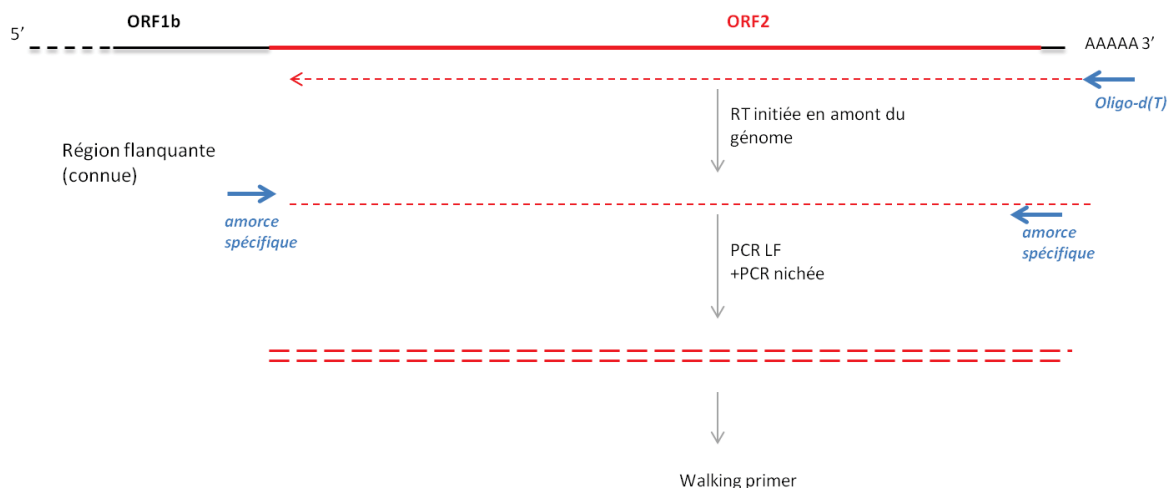 ORF1b
ORF2
5’
AAAAA 3’
Oligo-d(T)
RT initiée en amont du
génome
Région flanquante
(connue)
amorce
spécifique
amorce
spécifique
PCR LF
+PCR nichée
Walking primer